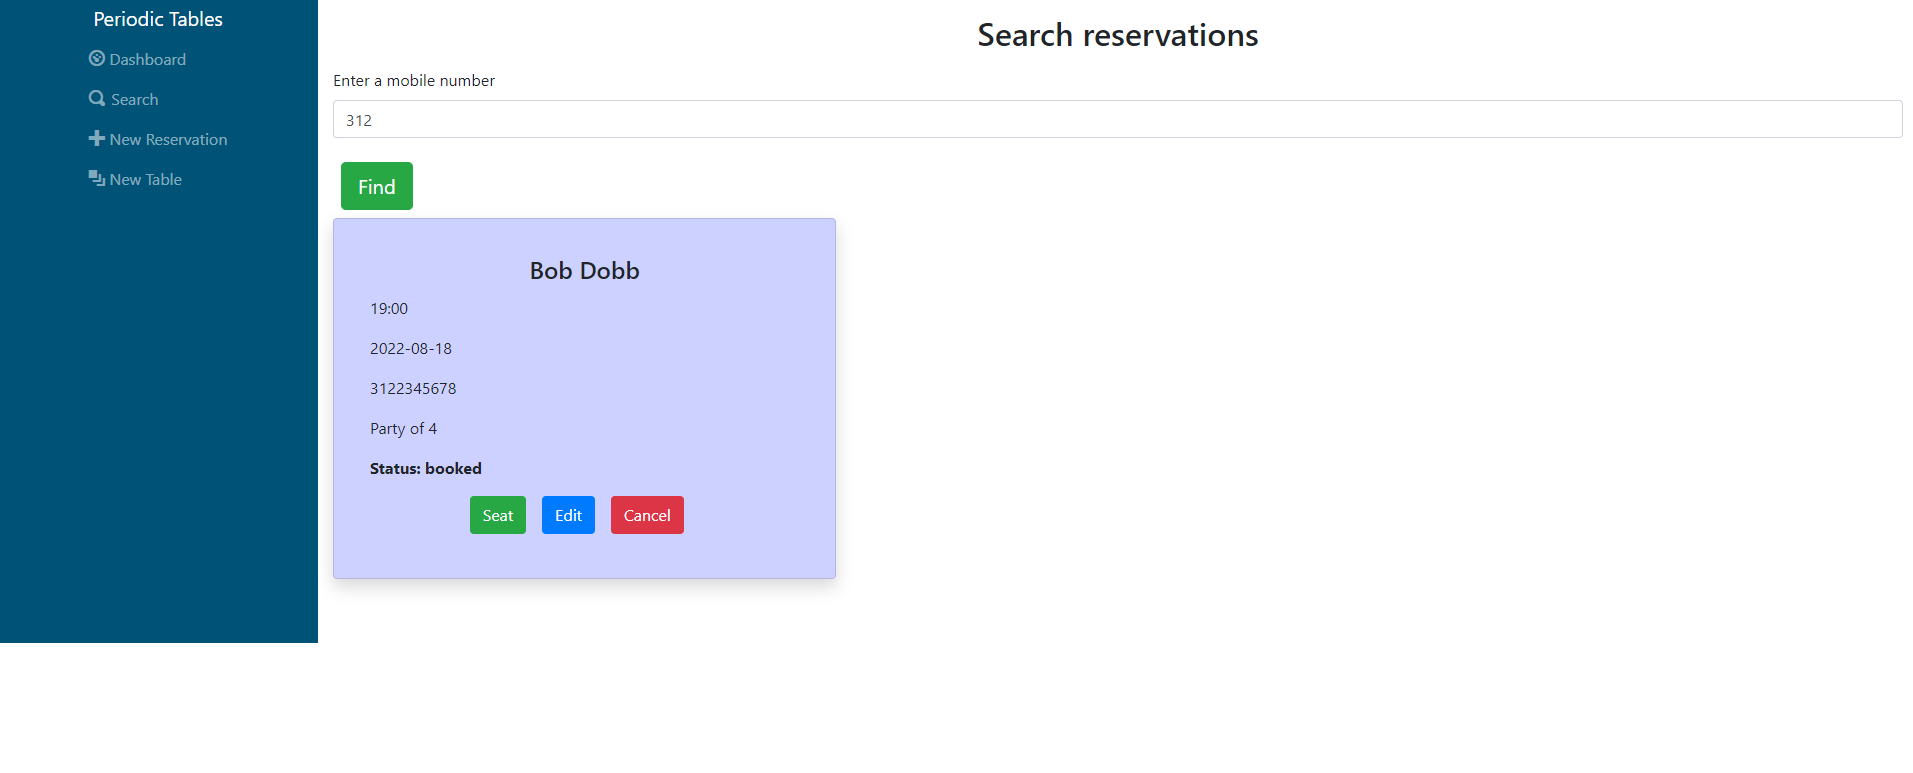 Periodic Tables
Dashboard
Search
New Reservation
New Table
Search reservations
Enter a mobile number
312
Find
Bob Dobb
19:00
2022-08-18
3122345678
Party of 4
Status: booked
Seat Edit Cancel